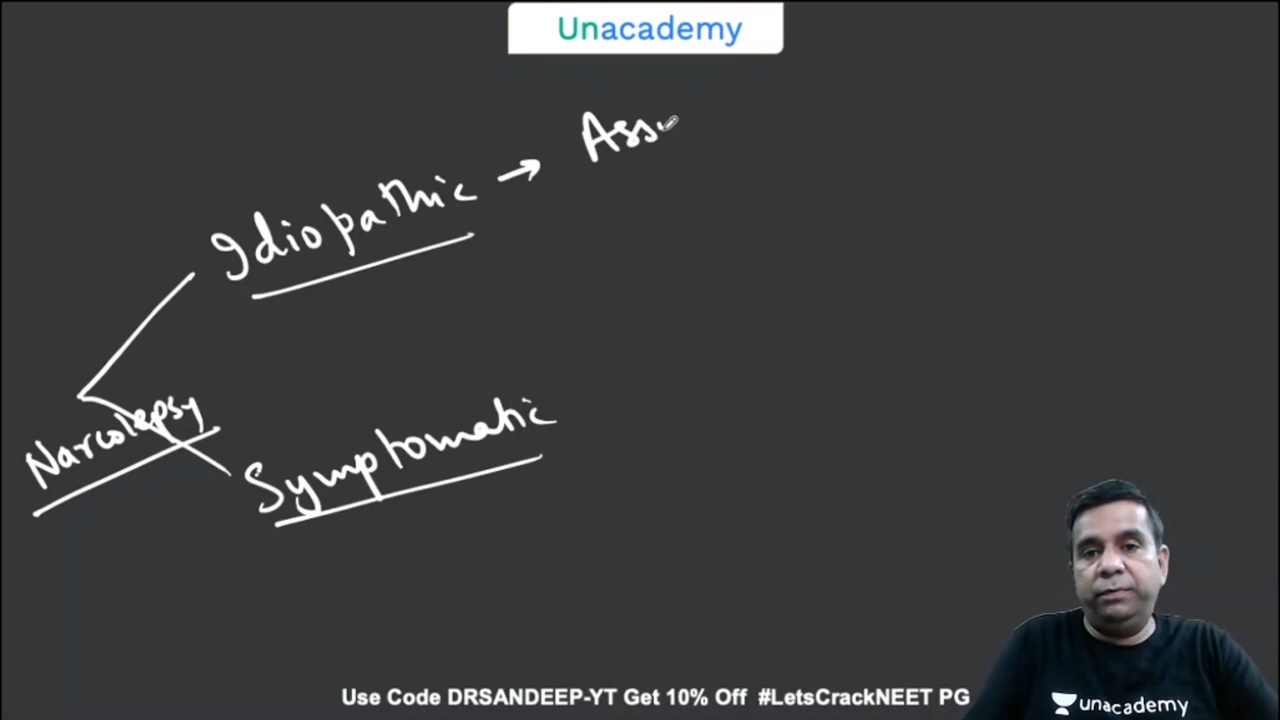 Unacademy
Ass
Idiopathic →
Narcolepsy
Symptomatic
unacademy
Use Code DRSANDEEP-YT Get 10% Off #LetsCrackNEET PG